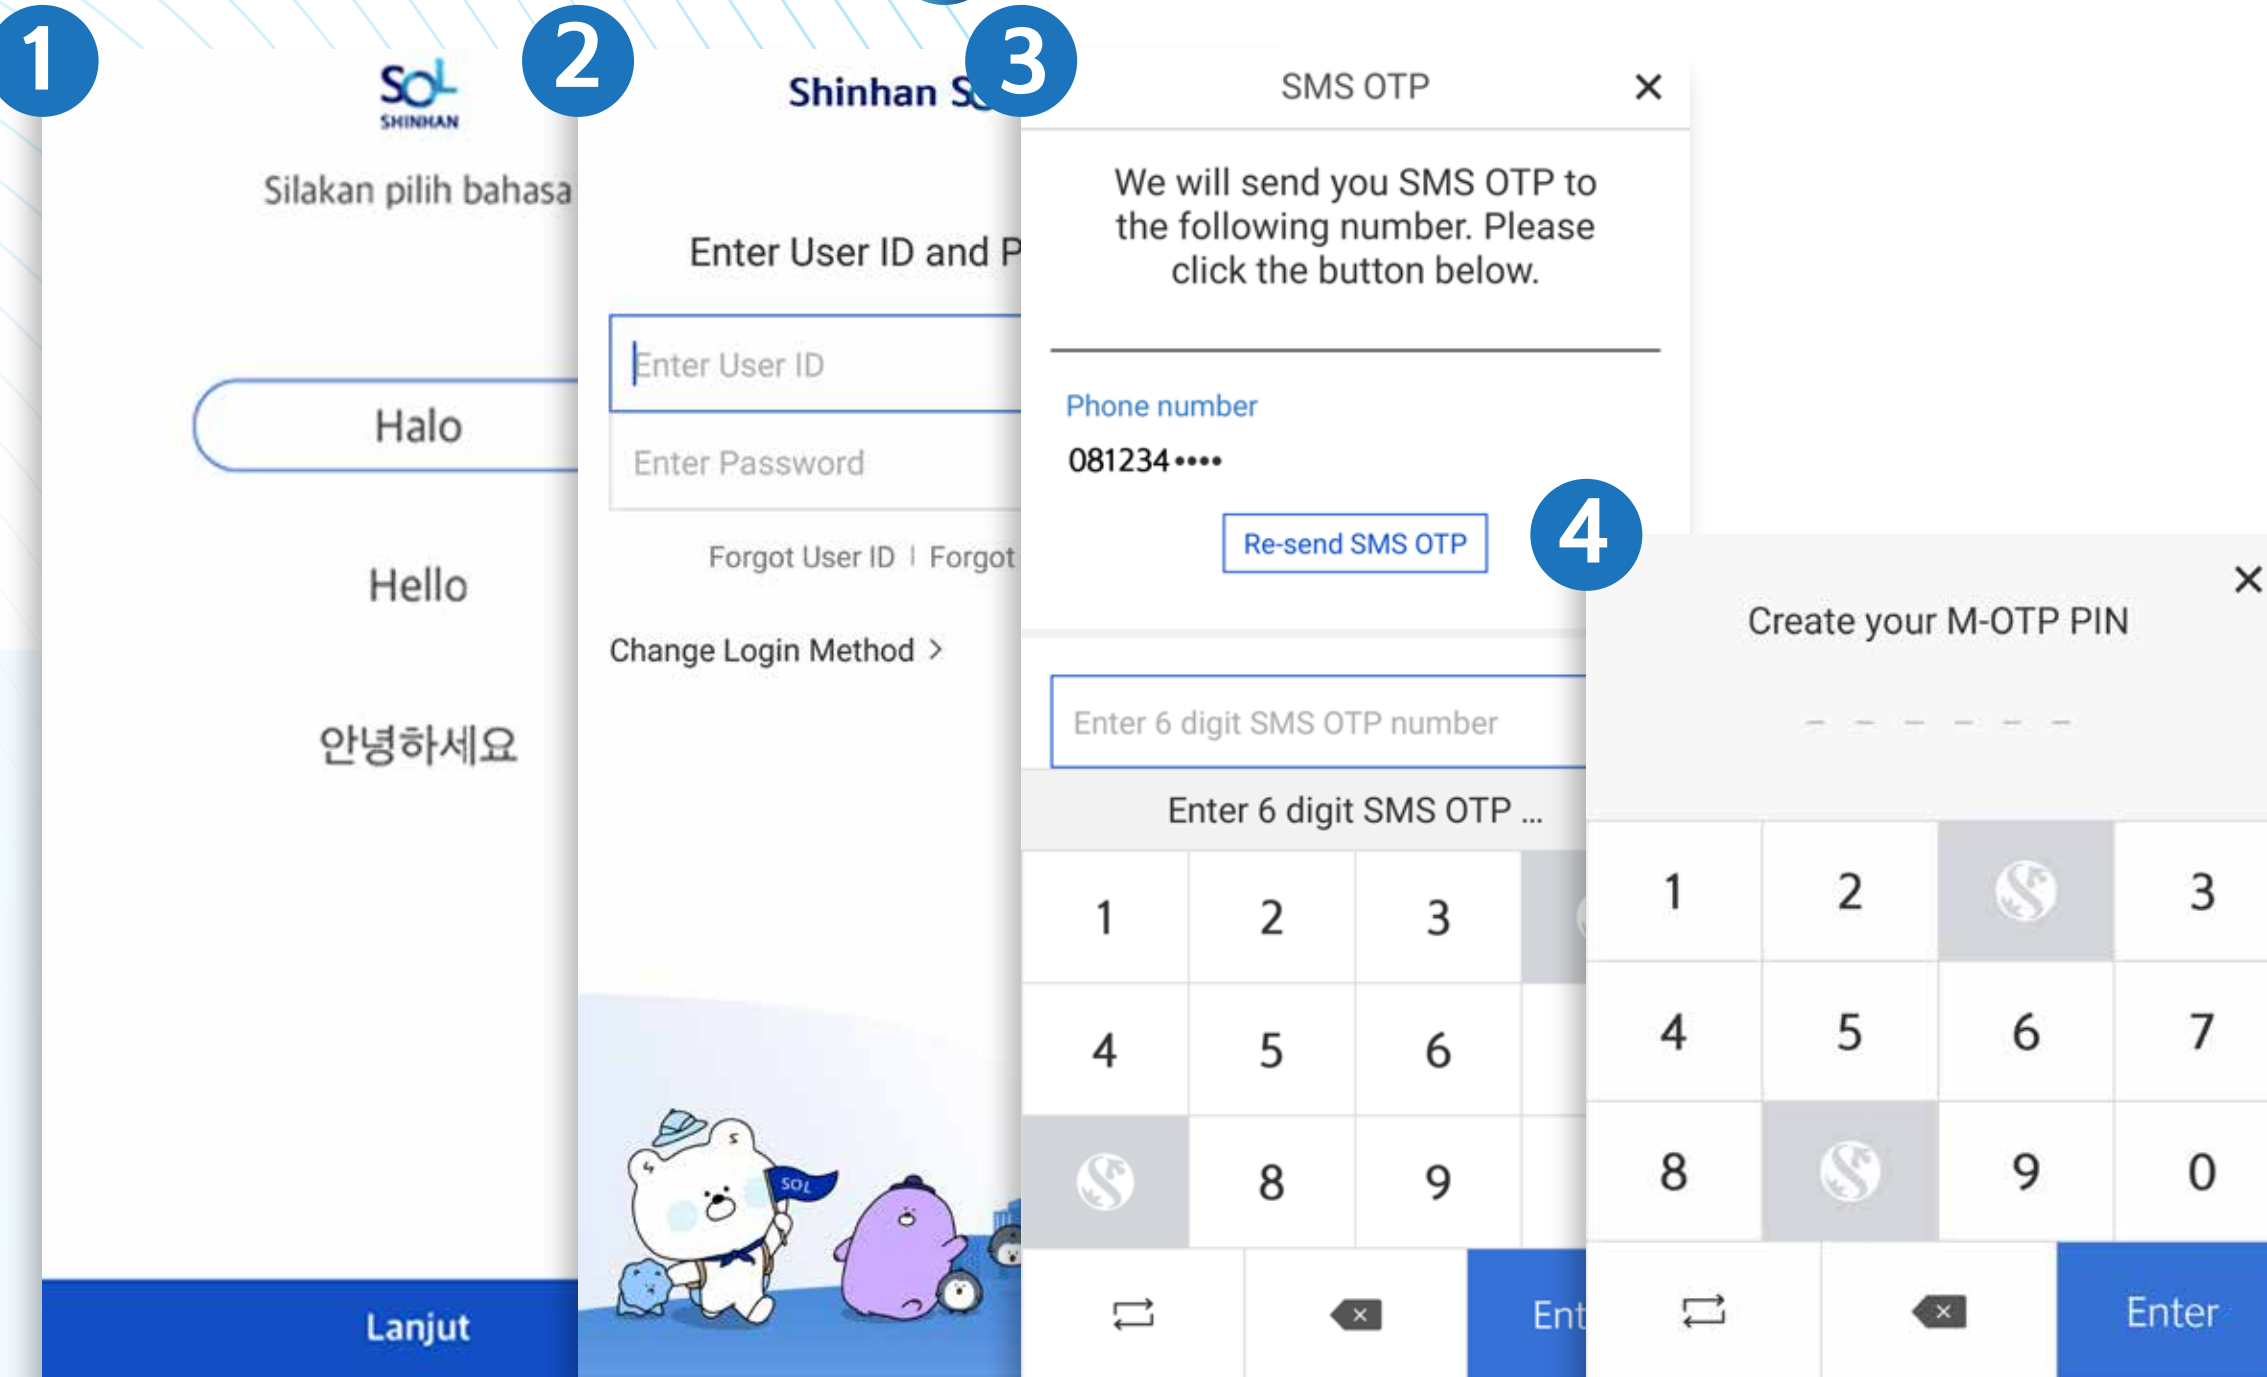 1
SOL
SHINHAN
Silakan pilih bahasa
Halo
Hello
안녕하세요
Lanjut
2
Shinhan S
Enter User ID and P
Enter User ID
Enter Password
Forgot User ID | Forgot
Change Login Method >
SOL
3
SMS OTP ×
We will send you SMS OTP to
the following number. Please
click the button below.
Phone number
081234••••
Re-send SMS OTP
Enter 6 digit SMS OTP number
Enter 6 digit SMS OTP ...
1 2 3
4 5 6
8 9
Ent
4
×
Create your M-OTP PIN
1 2 3
4 5 6 7
8 9 0
Enter